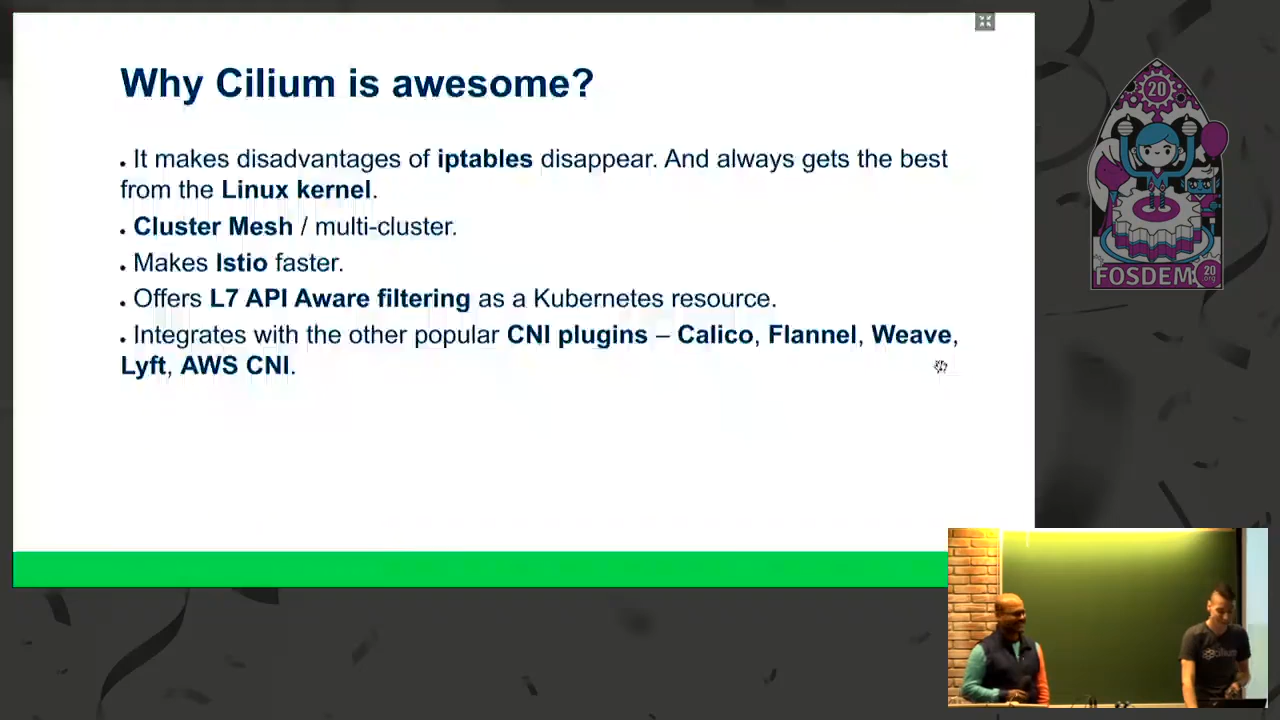 Why Cilium is awesome?
• It makes disadvantages of iptables disappear. And always gets the best
from the Linux kernel.
• Cluster Mesh / multi-cluster.
• Makes Istio faster.
• Offers L7 API Aware filtering as a Kubernetes resource.
• Integrates with the other popular CNI plugins – Calico, Flannel, Weave,
Lyft, AWS CNI.
20
FOSDEM
20
.org
cilium